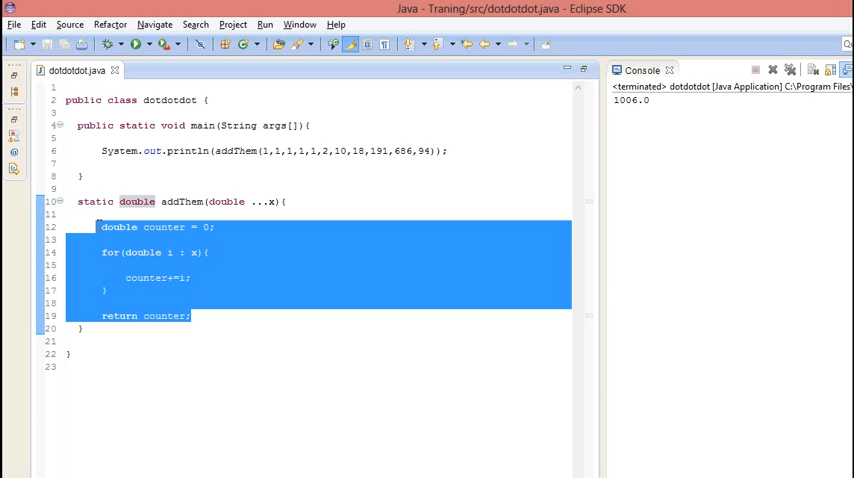 Java - Traning/src/dotdotdot.java - Eclipse SDK
File Edit Source Refactor Navigate Search Project Run Window Help
dotdotdot.java
1
2 public class dotdotdot {
3
4 public static void main(String args[]){
5
6 System.out.println(addThem(1,1,1,1,1,2,10,18,191,686,94));
7
8 }
9
10 static double addThem(double ...x){
11
12 double counter = 0;
13
14 for(double i : x){
15
16 counter+=i;
17 }
18
19 return counter;
20 }
21
22 }
23
Console
<terminated> dotdotdot [Java Application] C:\Program Files\
1006.0